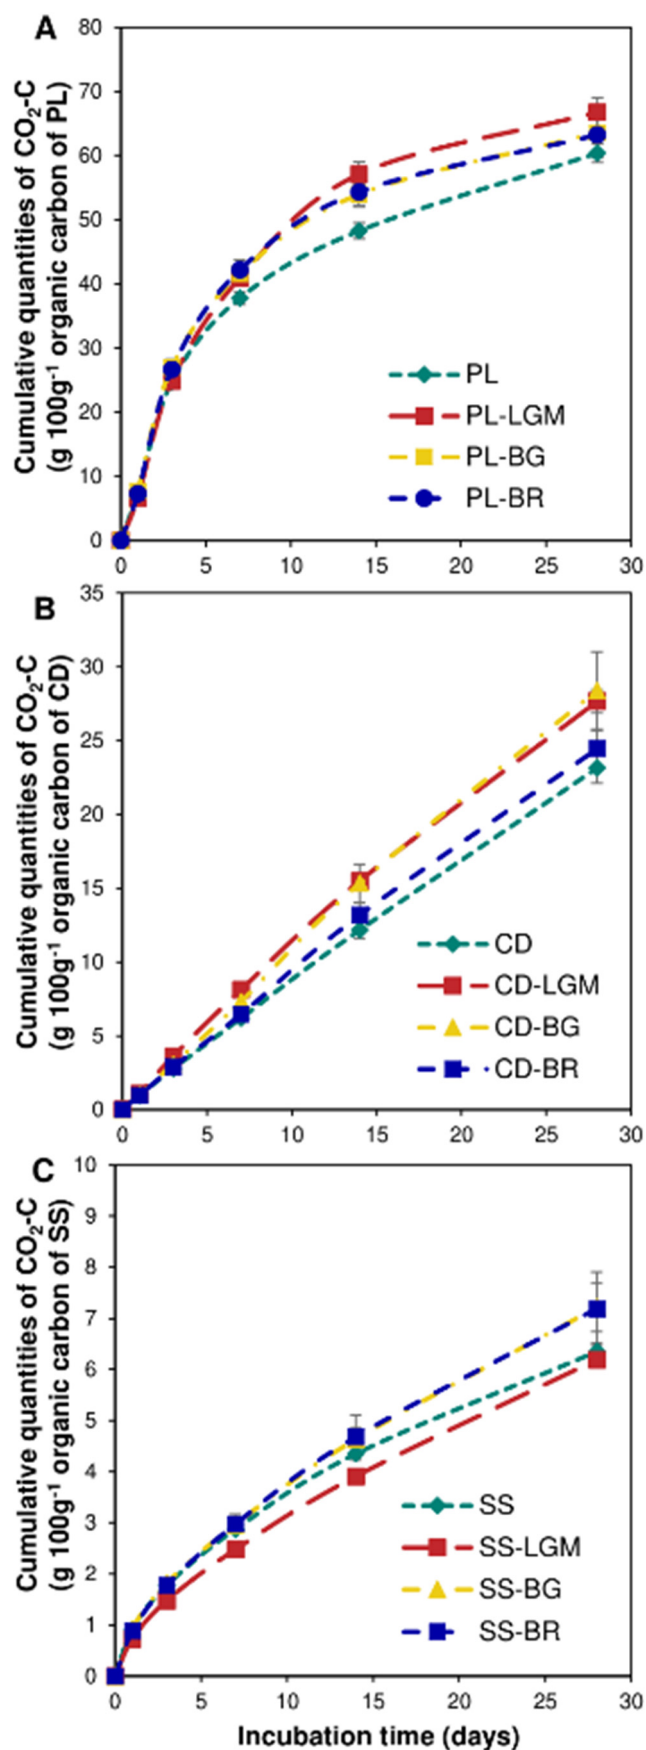 A
Cumulative quantities of CO₂-C
(g 100g⁻¹ organic carbon of PL)
80
70
60
50
40
30
20
10
0
PL
PL-LGM
PL-BG
PL-BR
0 5 10 15 20 25 30
B
Cumulative quantities of CO₂-C
(g 100g⁻¹ organic carbon of CD)
35
30
25
20
15
10
5
0
CD
CD-LGM
CD-BG
CD-BR
0 5 10 15 20 25 30
C
Cumulative quantities of CO₂-C
(g 100g⁻¹ organic carbon of SS)
10
9
8
7
6
5
4
3
2
1
0
SS
SS-LGM
SS-BG
SS-BR
0 5 10 15 20 25 30
Incubation time (days)